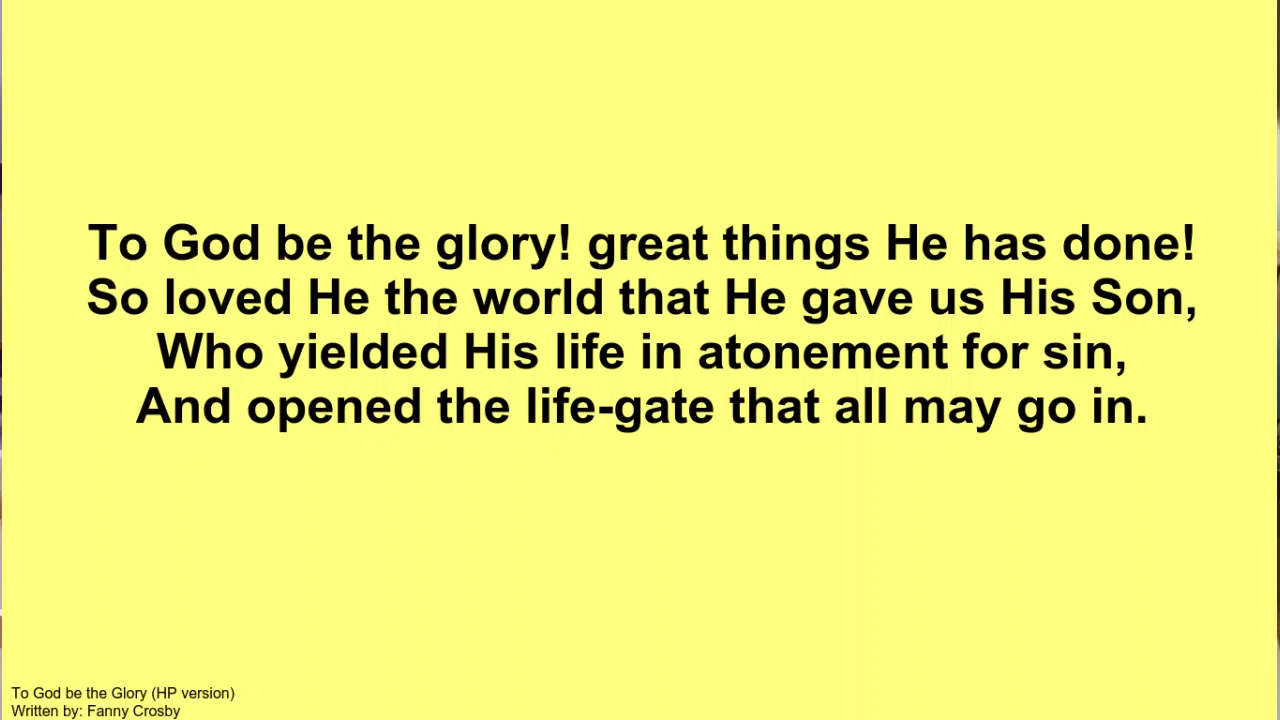 To God be the glory! great things He has done!
So loved He the world that He gave us His Son,
Who yielded His life in atonement for sin,
And opened the life-gate that all may go in.
To God be the Glory (HP version)
Written by: Fanny Crosby